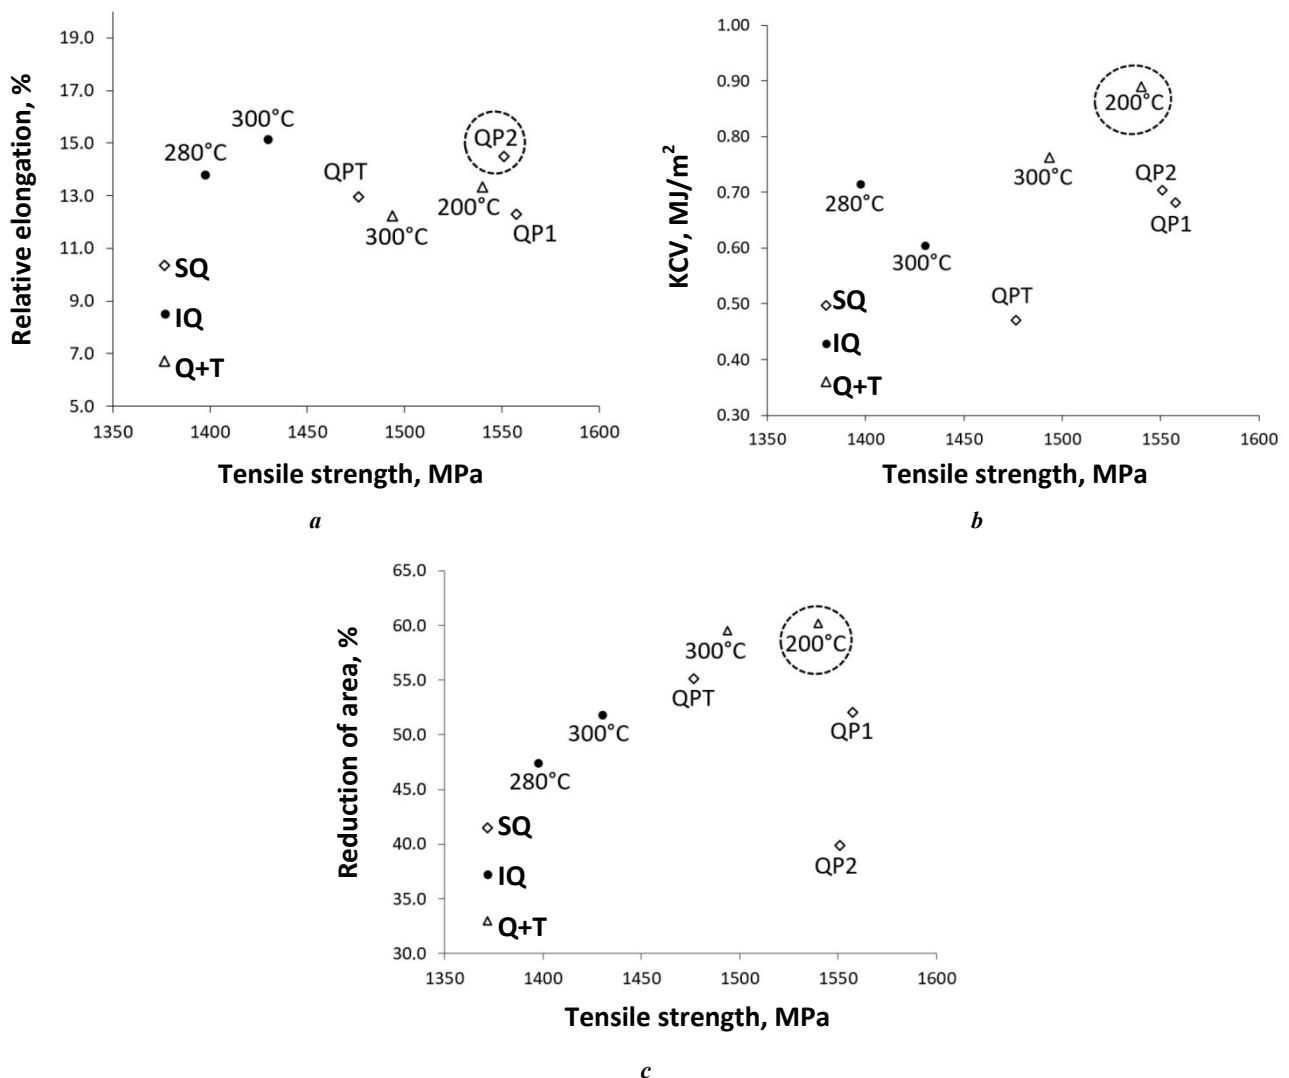 Relative elongation, %
19.0
17.0
15.0
13.0
11.0
9.0
7.0
5.0
300°C
280°C
QPT
QP2
200°C
300°C
QP1
SQ
IQ
Q+T
1350 1400 1450 1500 1550 1600
Tensile strength, MPa
a
KCV, MJ/m²
1.00
0.90
0.80
0.70
0.60
0.50
0.40
0.30
200°C
300°C
QP2
280°C
QP1
300°C
QPT
SQ
IQ
Q+T
1350 1400 1450 1500 1550 1600
Tensile strength, MPa
b
Reduction of area, %
65.0
60.0
55.0
50.0
45.0
40.0
35.0
30.0
300°C
200°C
QPT
300°C
QP1
280°C
QP2
SQ
IQ
Q+T
1350 1400 1450 1500 1550 1600
Tensile strength, MPa
c